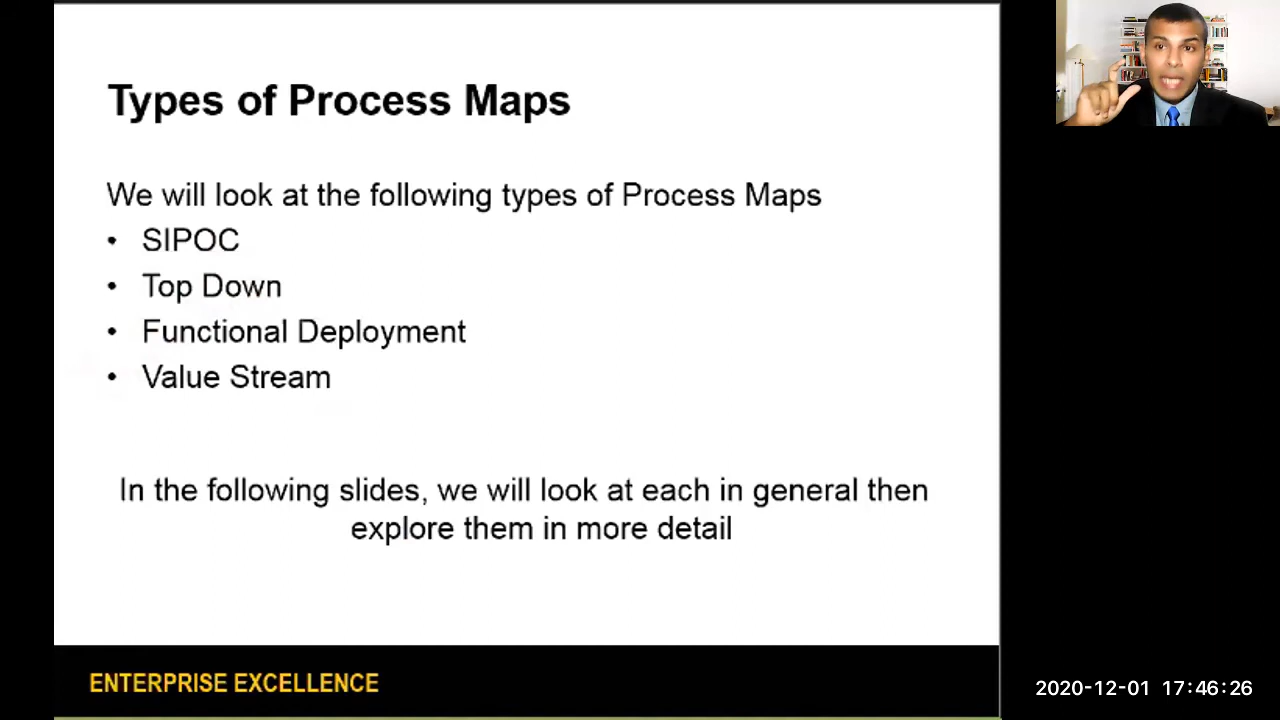 Types of Process Maps
We will look at the following types of Process Maps
• SIPOC
• Top Down
• Functional Deployment
• Value Stream
In the following slides, we will look at each in general then
explore them in more detail
ENTERPRISE EXCELLENCE
2020-12-01 17:46:26